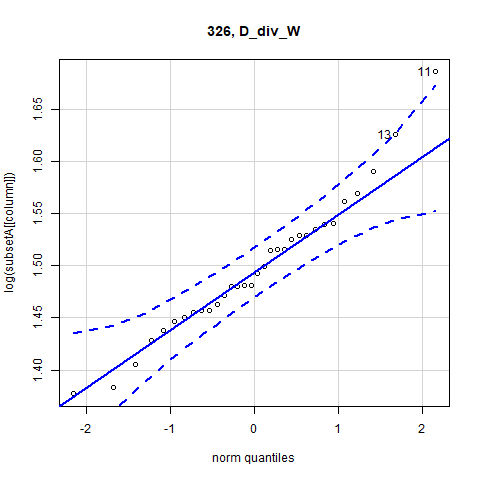 326, D_div_W
log(subsetA[[column]])
1.65
1.60
1.55
1.50
1.45
1.40
11
13
-2 -1 0 1 2
norm quantiles